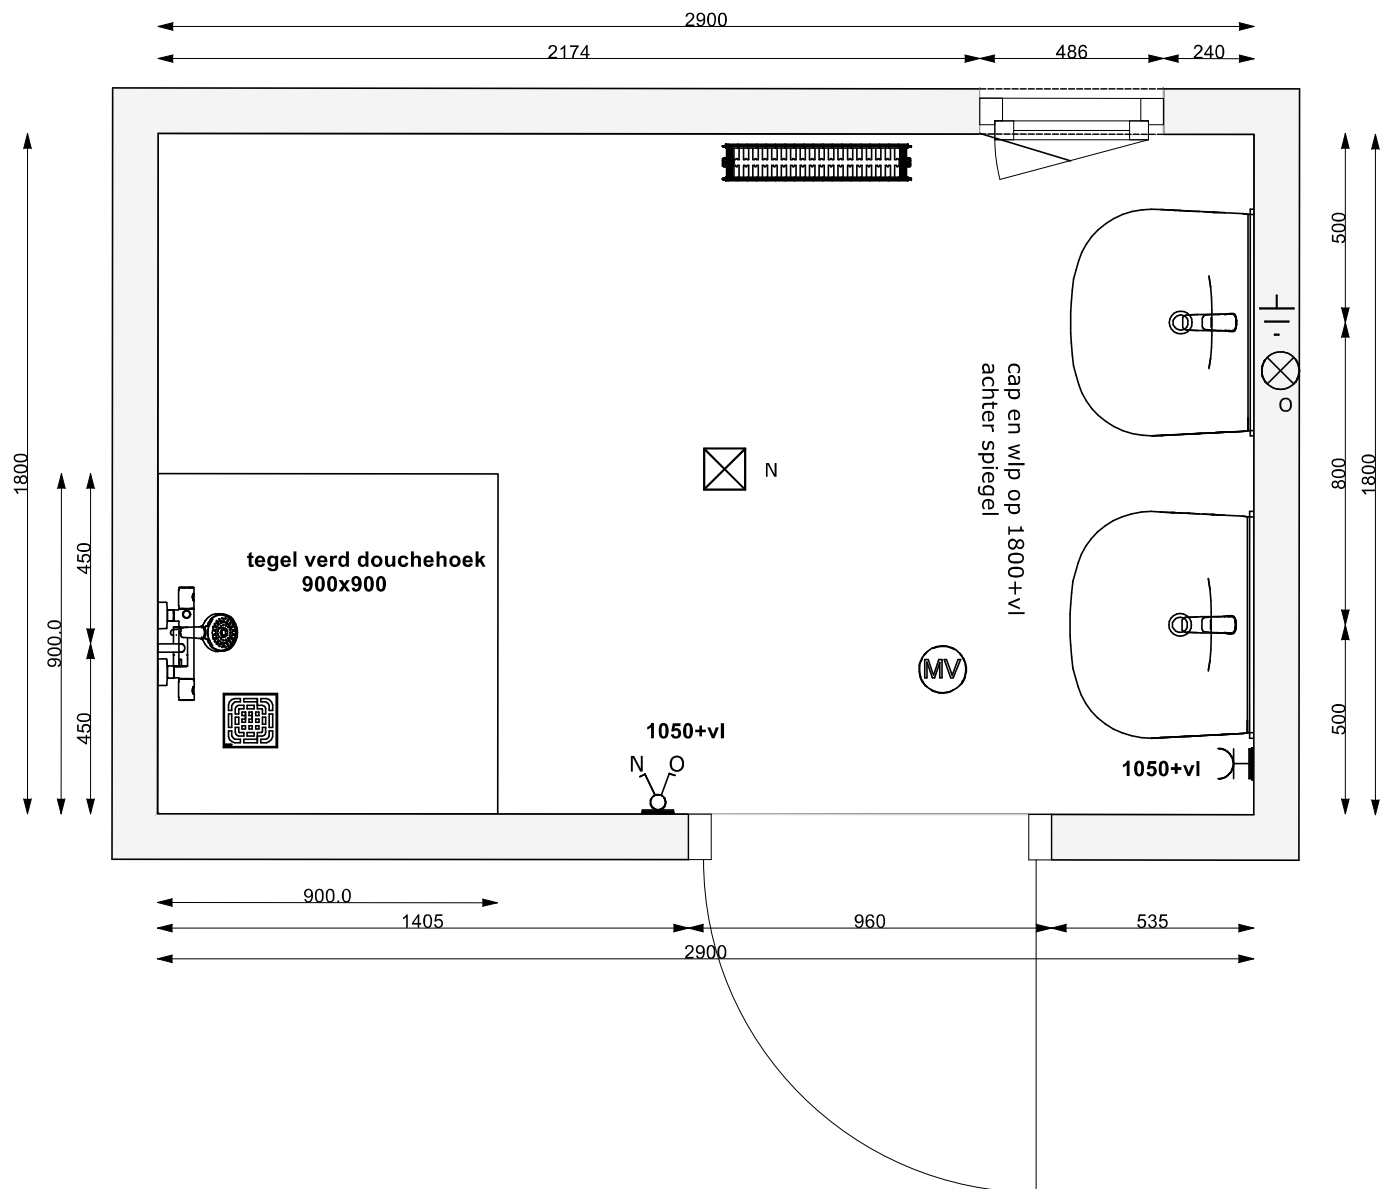 2900
2174
486
240
500
cap en wlp op 1800+vl
achter spiegel
O
1800
N
800
1800
tegel verd douchehoek
900x900
450
900.0
450
MV
1050+vl
N O
1050+vl
500
900.0
1405
960
535
2900